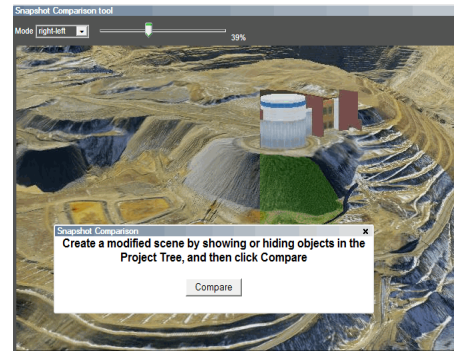 Snapshot Comparison tool
Mode right-left 39%
Snapshot Comparison x
Create a modified scene by showing or hiding objects in the
Project Tree, and then click Compare
Compare